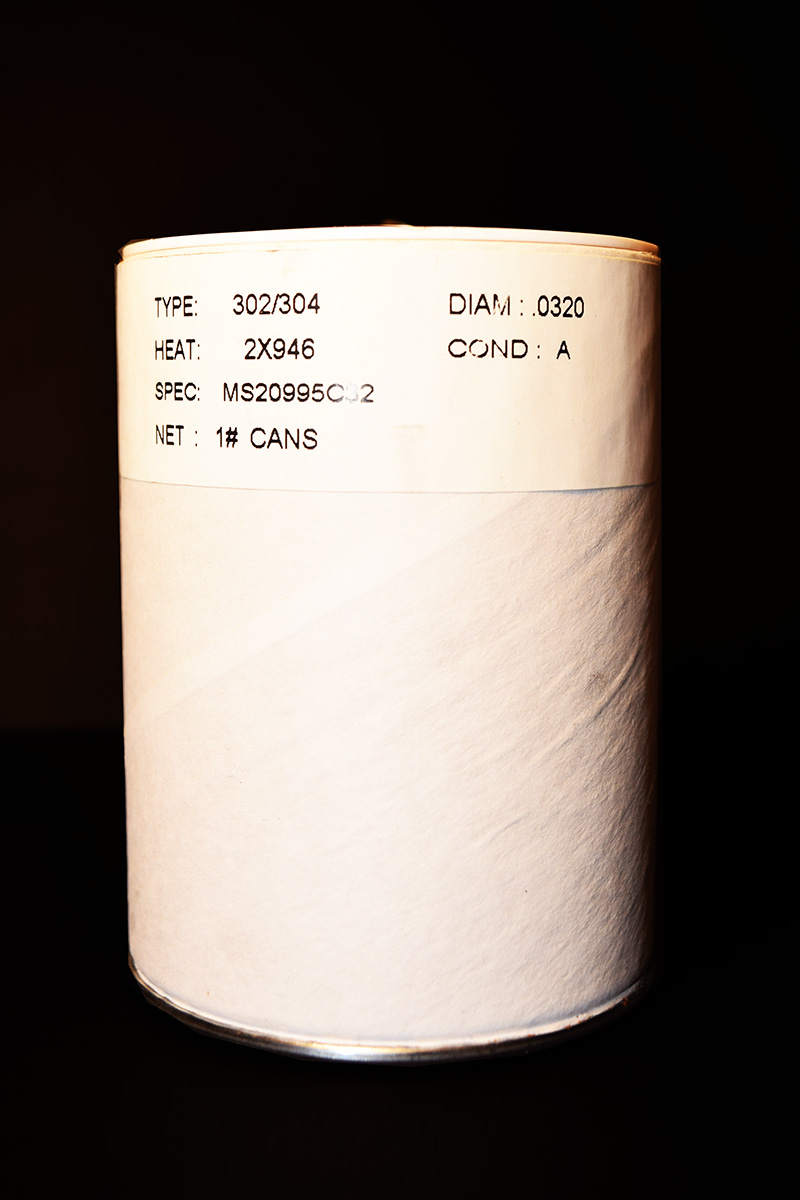 TYPE: 302/304 DIAM : .0320
HEAT: 2X946 COND : A
SPEC: MS20995C32
NET : 1# CANS